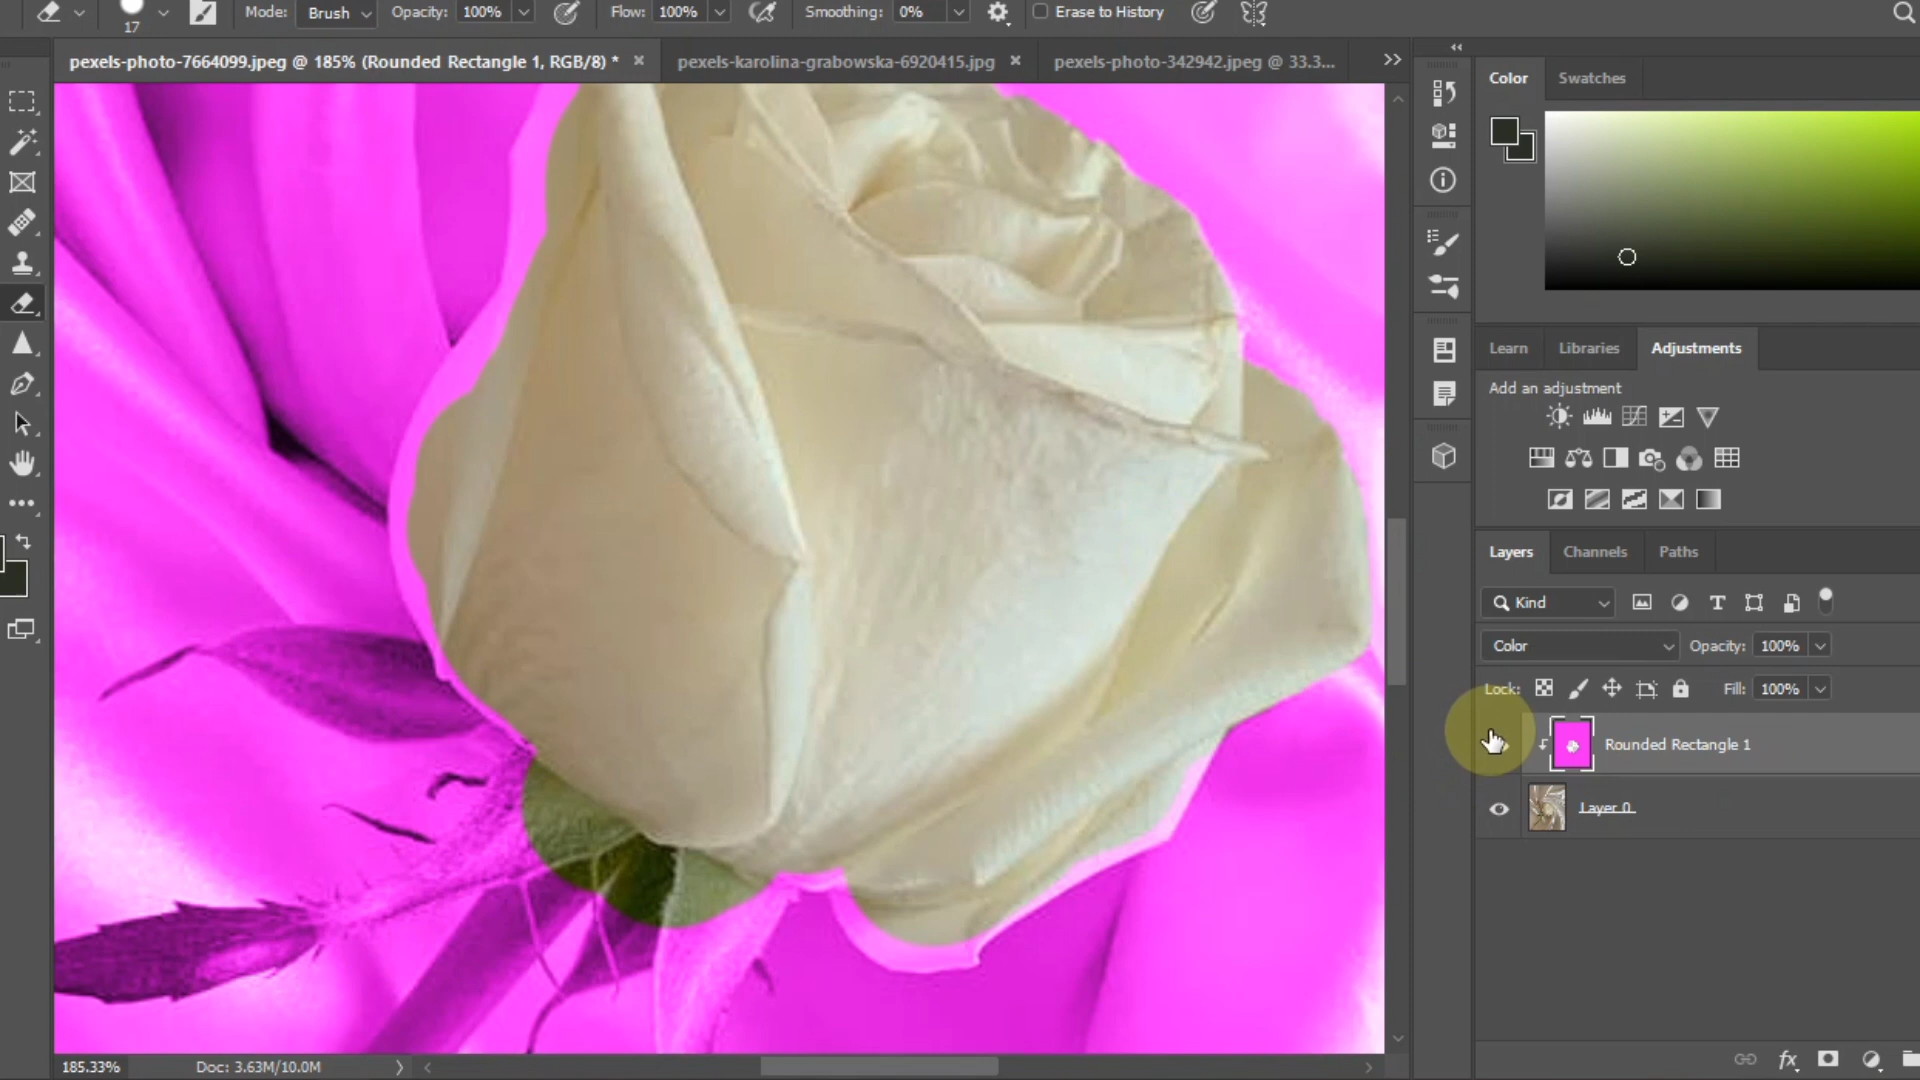 17
Mode: Brush Opacity: 100% Flow: 100% Smoothing: 0% Erase to History
pexels-photo-7664099.jpeg @ 185% (Rounded Rectangle 1, RGB/8) *
pexels-karolina-grabowska-6920415.jpg
pexels-photo-342942.jpeg @ 33.3...
Color Swatches
Learn Libraries Adjustments
Add an adjustment
Layers Channels Paths
Kind
Color Opacity: 100%
Lock: Fill: 100%
Rounded Rectangle 1
Layer 0
185.33% Doc: 3.63M/10.0M
fx